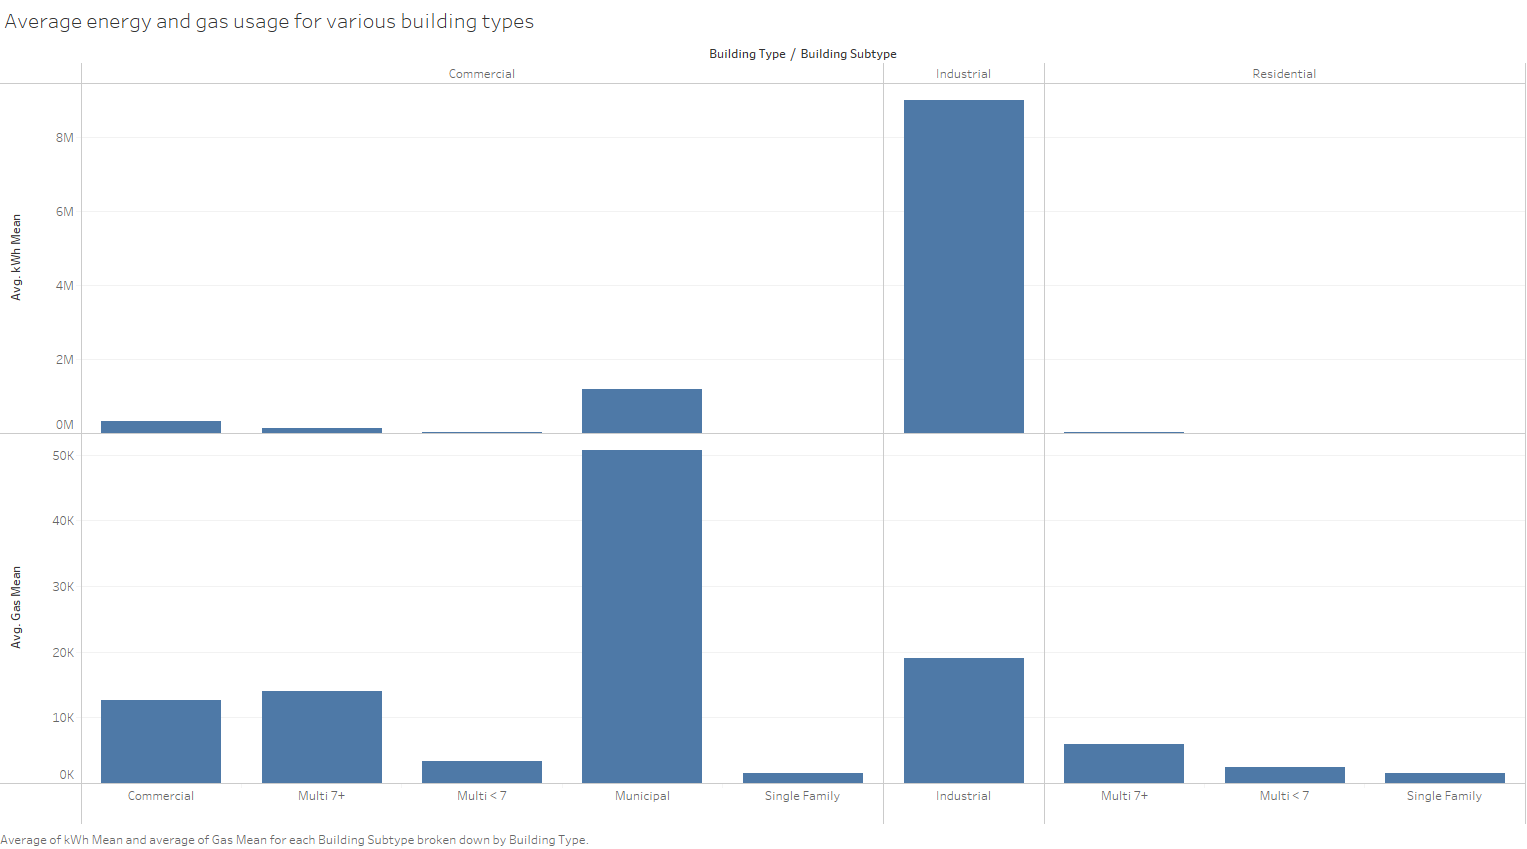 Average energy and gas usage for various building types
Building Type / Building Subtype
Commercial Industrial Residential
Avg. kWh Mean
8M
6M
4M
2M
0M
Avg. Gas Mean
50K
40K
30K
20K
10K
0K
Commercial Multi 7+ Multi < 7 Municipal Single Family Industrial Multi 7+ Multi < 7 Single Family
Average of kWh Mean and average of Gas Mean for each Building Subtype broken down by Building Type.